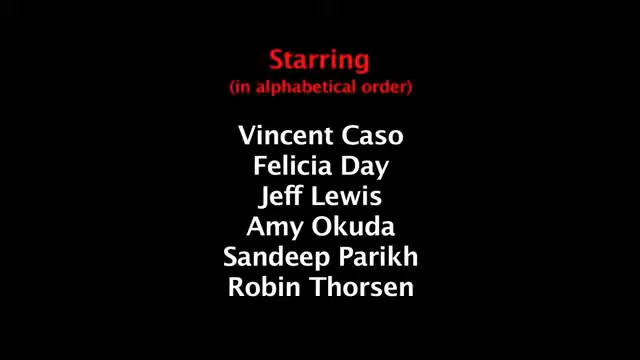 Starring
(in alphabetical order)
Vincent Caso
Felicia Day
Jeff Lewis
Amy Okuda
Sandeep Parikh
Robin Thorsen